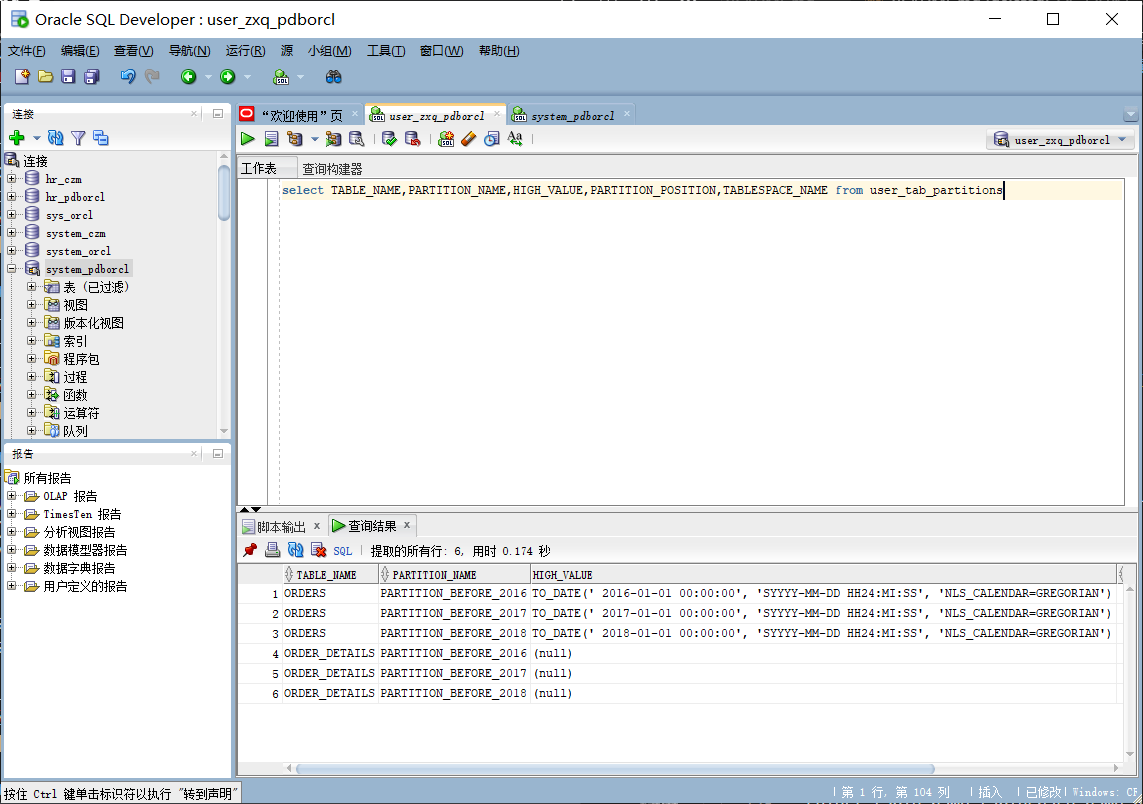 Oracle SQL Developer : user_zxq_pdborcl
文件(F) 编辑(E) 查看(V) 导航(N) 运行(R) 源 小组(M) 工具(T) 窗口(W) 帮助(H)
连接
连接
hr_czm
hr_pdborcl
sys_orcl
system_czm
system_orcl
system_pdborcl
表 (已过滤)
视图
版本化视图
索引
程序包
过程
函数
运算符
队列
报告
所有报告
OLAP 报告
TimesTen 报告
分析视图报告
数据模型器报告
数据字典报告
用户定义的报告
“欢迎使用”页 user_zxq_pdborcl system_pdborcl
user_zxq_pdborcl
工作表 查询构建器
select TABLE_NAME,PARTITION_NAME,HIGH_VALUE,PARTITION_POSITION,TABLESPACE_NAME from user_tab_partitions
脚本输出 查询结果
SQL 提取的所有行: 6, 用时 0.174 秒
TABLE_NAME PARTITION_NAME HIGH_VALUE
1 ORDERS PARTITION_BEFORE_2016 TO_DATE(' 2016-01-01 00:00:00', 'SYYYY-MM-DD HH24:MI:SS', 'NLS_CALENDAR=GREGORIAN')
2 ORDERS PARTITION_BEFORE_2017 TO_DATE(' 2017-01-01 00:00:00', 'SYYYY-MM-DD HH24:MI:SS', 'NLS_CALENDAR=GREGORIAN')
3 ORDERS PARTITION_BEFORE_2018 TO_DATE(' 2018-01-01 00:00:00', 'SYYYY-MM-DD HH24:MI:SS', 'NLS_CALENDAR=GREGORIAN')
4 ORDER_DETAILS PARTITION_BEFORE_2016 (null)
5 ORDER_DETAILS PARTITION_BEFORE_2017 (null)
6 ORDER_DETAILS PARTITION_BEFORE_2018 (null)
按住 Ctrl 键单击标识符以执行 "转到声明"
第 1 行, 第 104 列 插入 已修改 Windows: CR